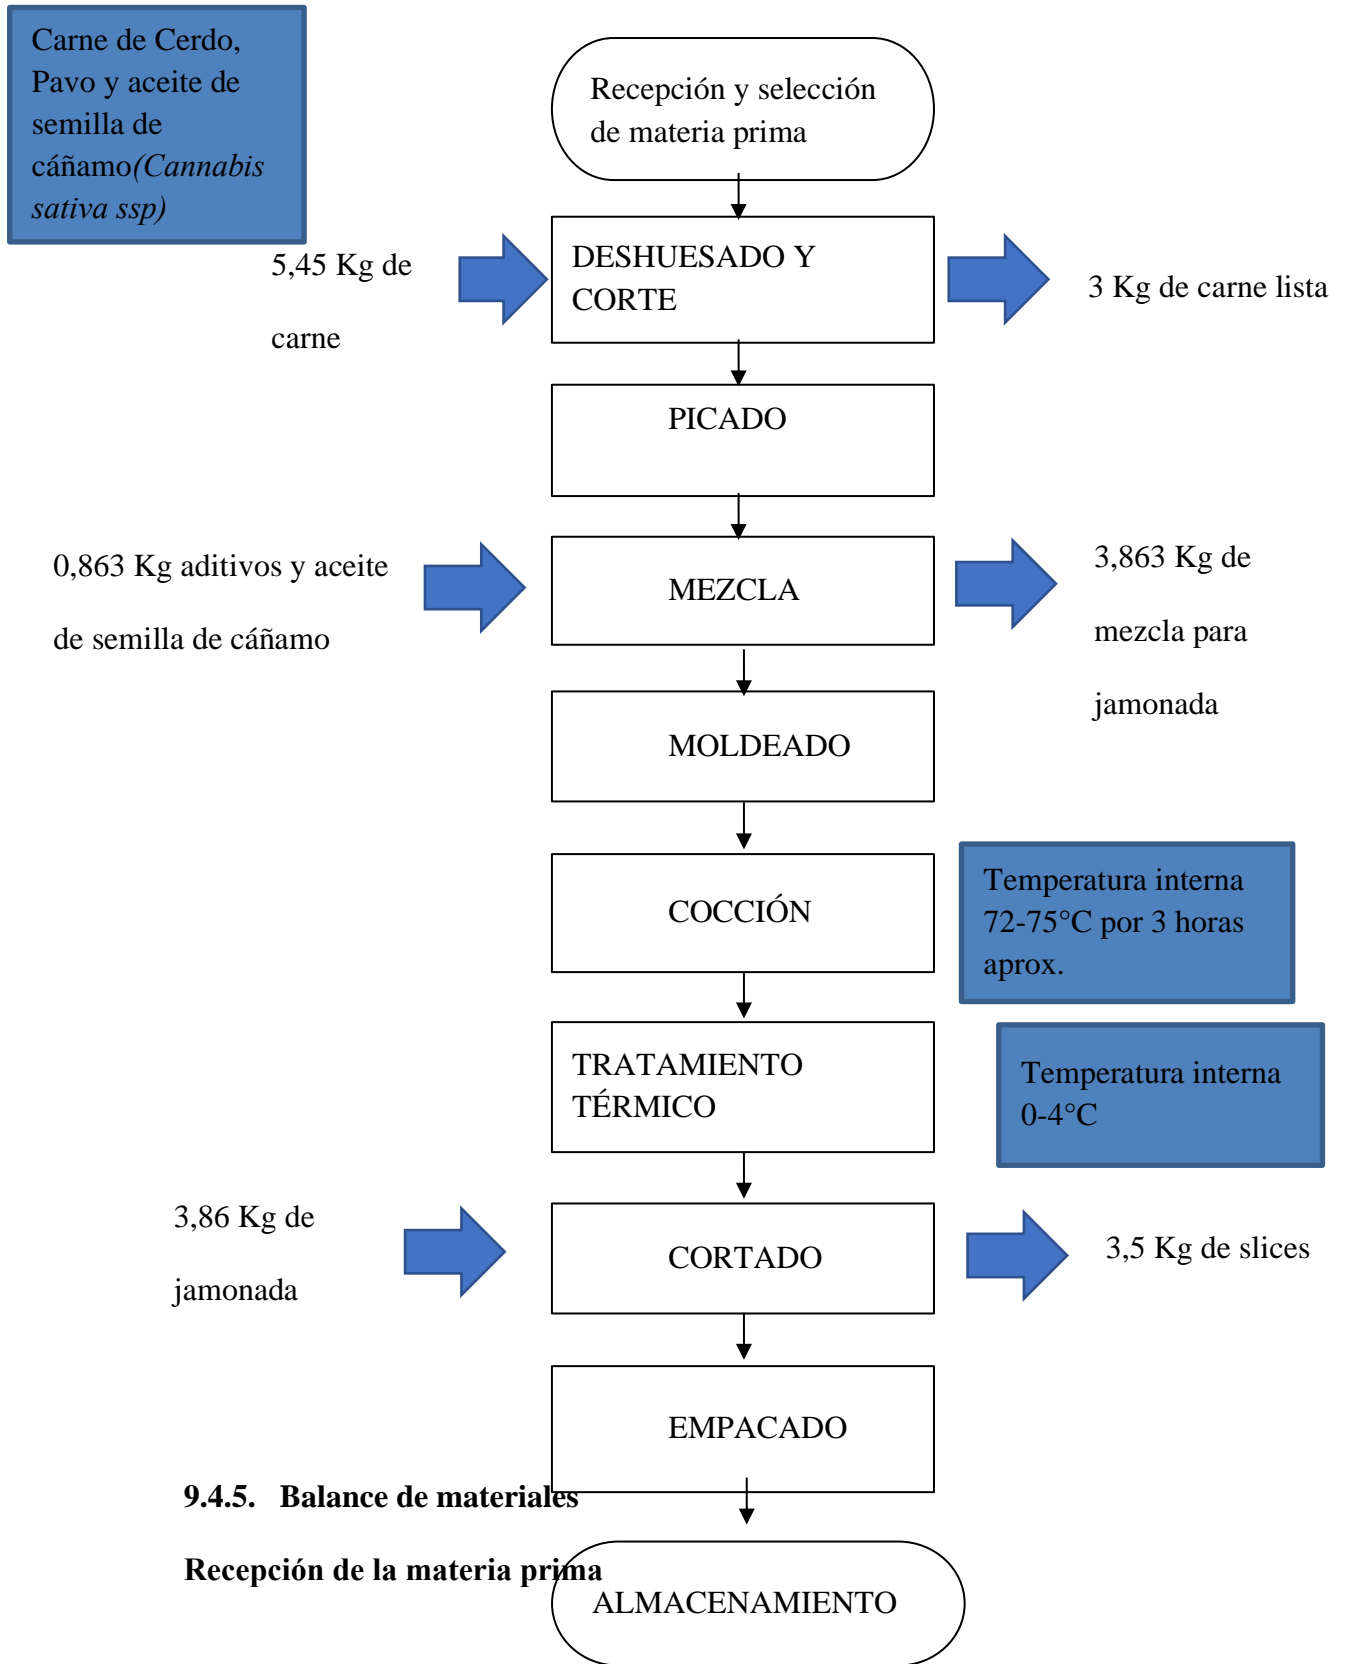 Carne de Cerdo,
Pavo y aceite de
semilla de
cáñamo(Cannabis
sativa ssp)
Recepción y selección
de materia prima
5,45 Kg de
carne
DESHUESADO Y
CORTE
3 Kg de carne lista
PICADO
0,863 Kg aditivos y aceite
de semilla de cáñamo
MEZCLA
3,863 Kg de
mezcla para
jamonada
MOLDEADO
COCCIÓN
Temperatura interna
72-75°C por 3 horas
aprox.
TRATAMIENTO
TÉRMICO
Temperatura interna
0-4°C
3,86 Kg de
jamonada
CORTADO
3,5 Kg de slices
EMPACADO
9.4.5. Balance de materiales
Recepción de la materia prima
ALMACENAMIENTO